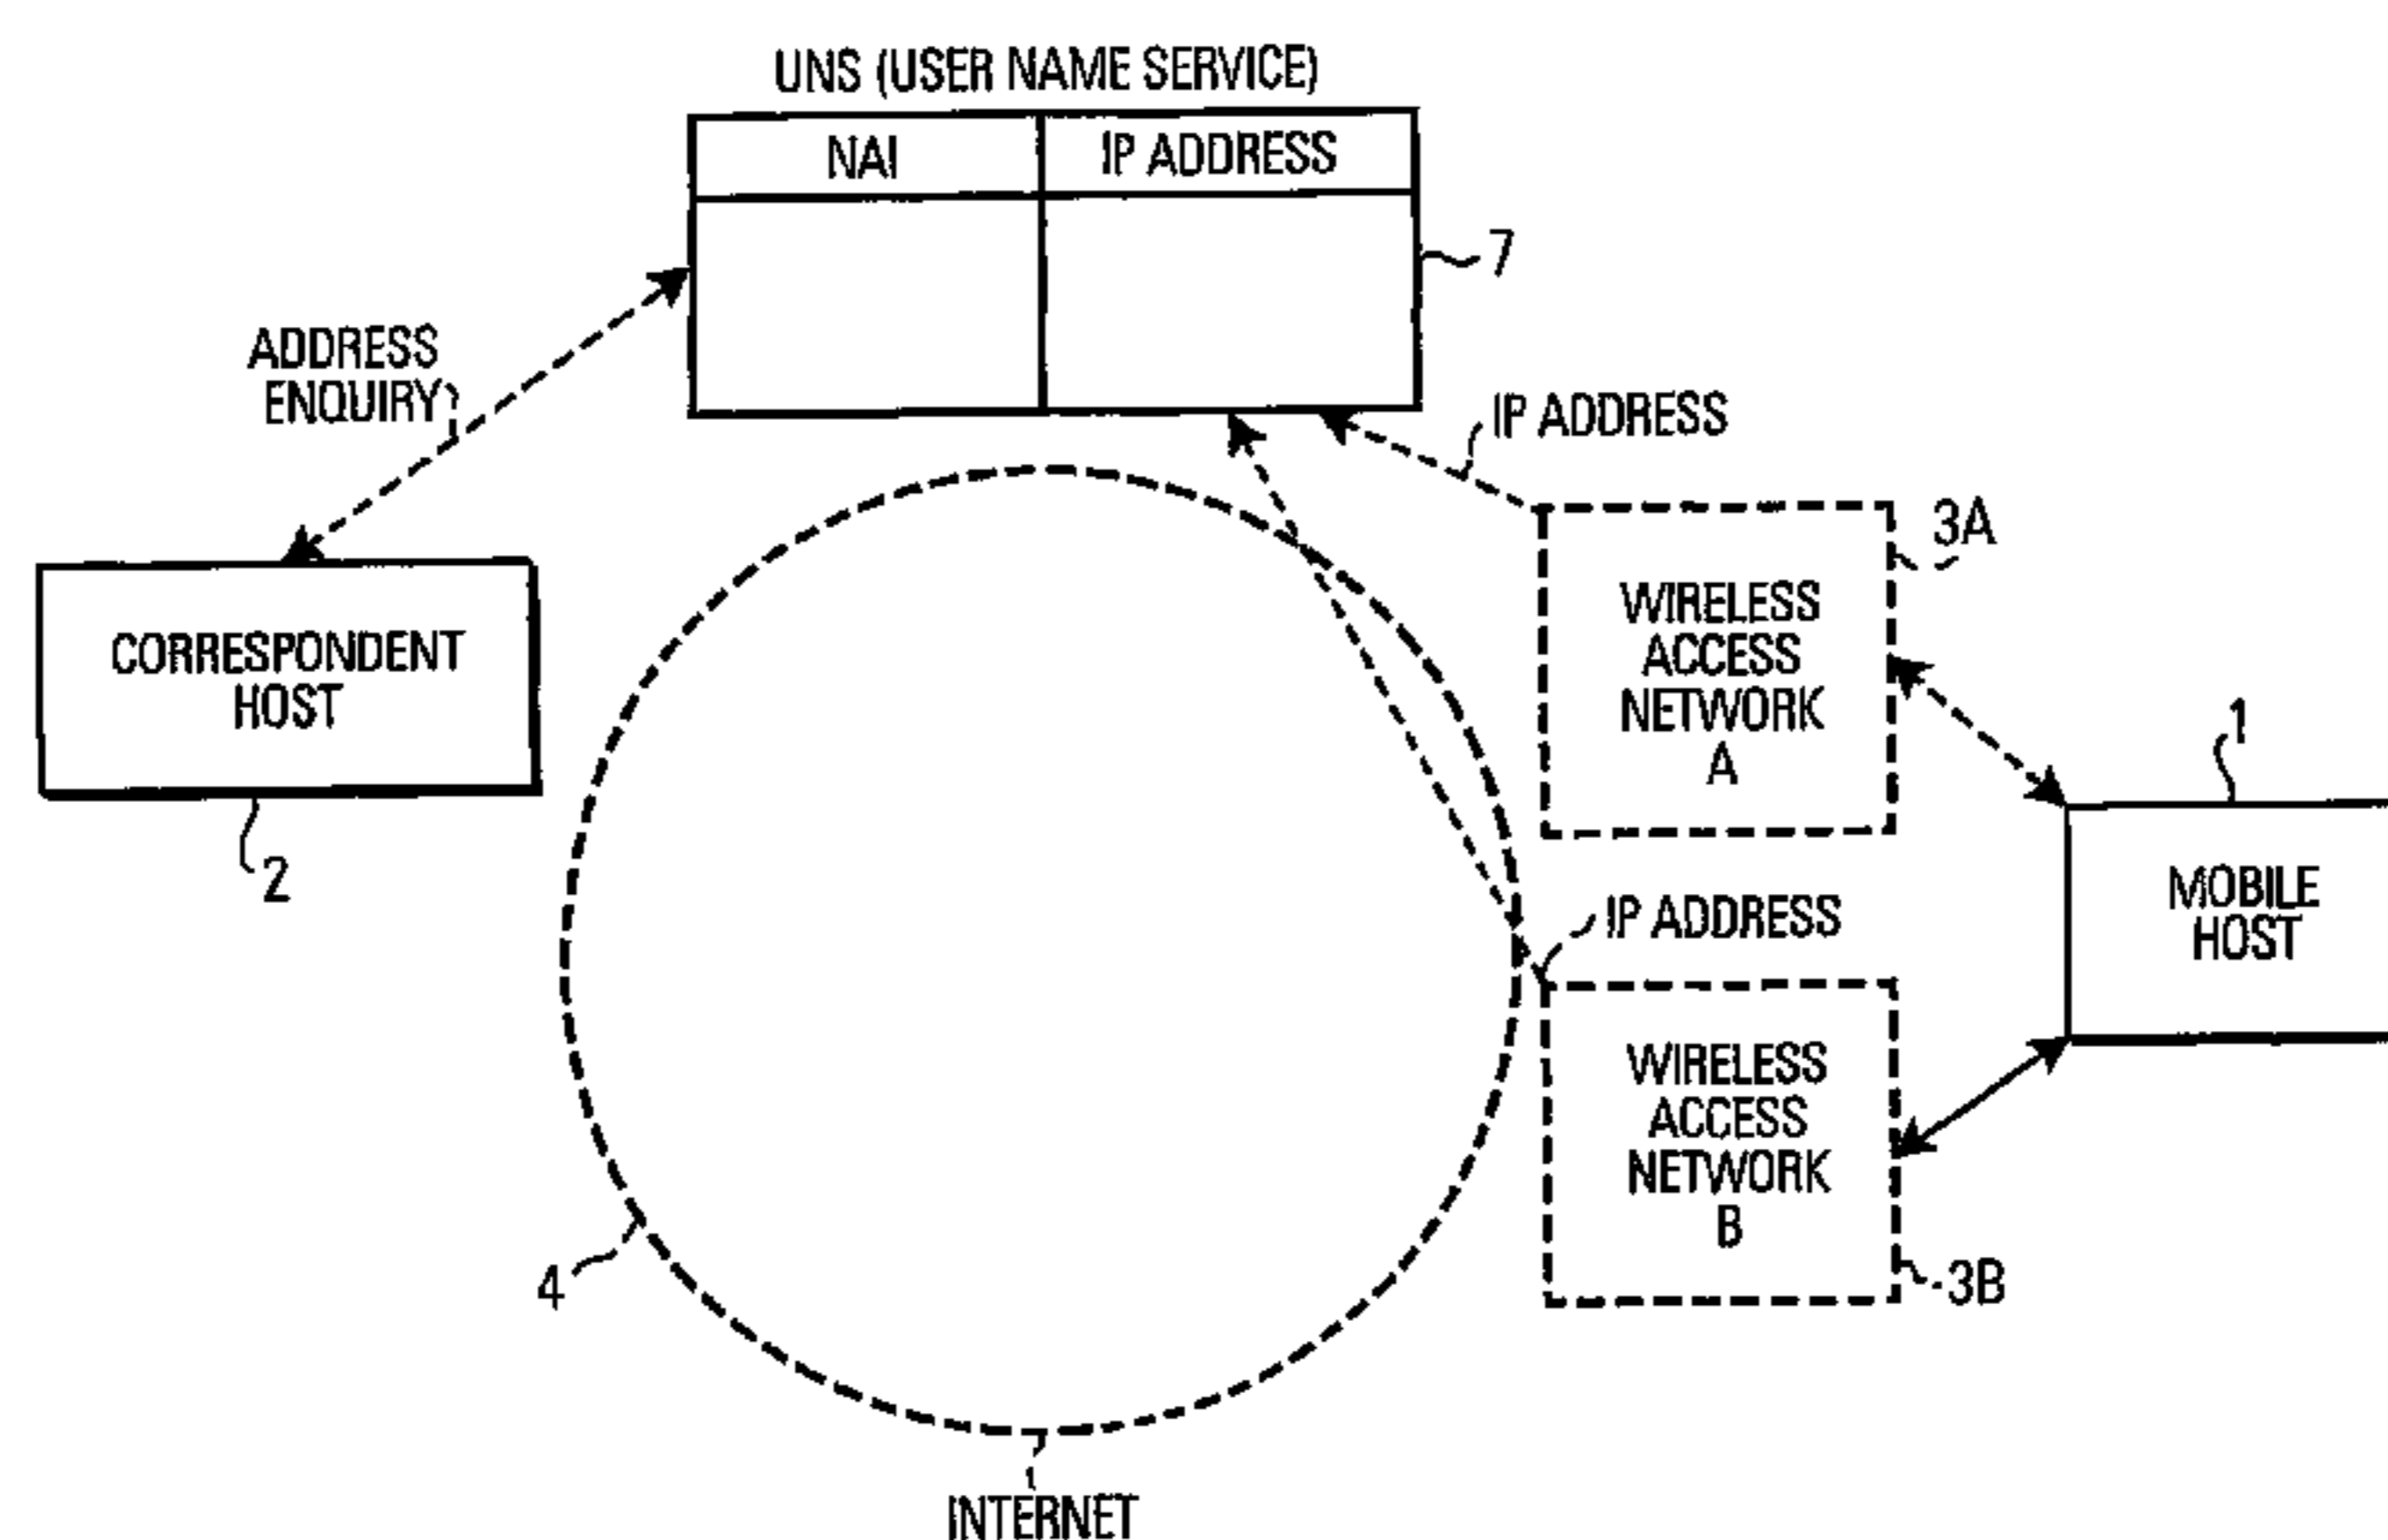 UNS (USER NAME SERVICE)
NAI
IP ADDRESS
7
ADDRESS
ENQUIRY
IP ADDRESS
3A
WIRELESS
ACCESS
NETWORK
A
CORRESPONDENT
HOST
2
1
MOBILE
HOST
IP ADDRESS
WIRELESS
ACCESS
NETWORK
B
3B
4
INTERNET